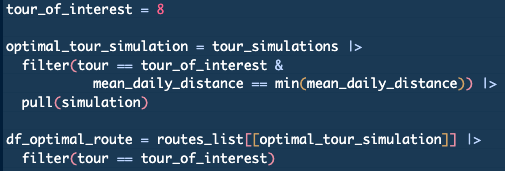 tour_of_interest = 8
optimal_tour_simulation = tour_simulations |>
filter(tour == tour_of_interest &
mean_daily_distance == min(mean_daily_distance)) |>
pull(simulation)
df_optimal_route = routes_list[[optimal_tour_simulation]] |>
filter(tour == tour_of_interest)